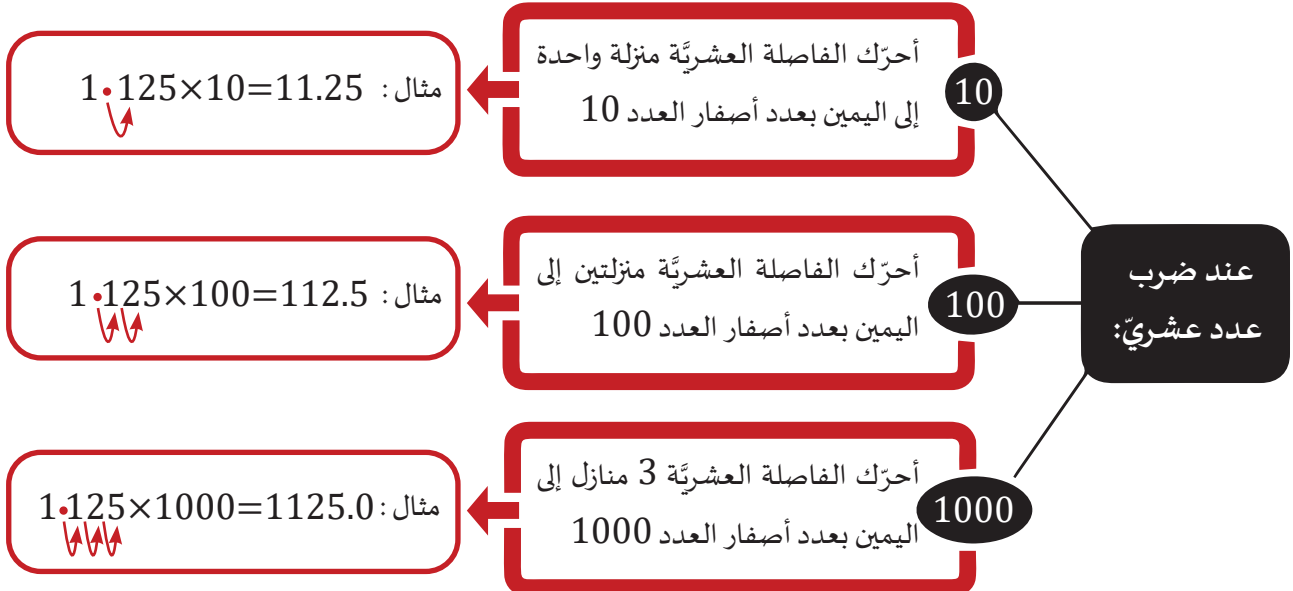 عند ضرب
عدد عشريّ:
10
أحرّك الفاصلة العشريَّة منزلة واحدة
إلى اليمين بعدد أصفار العدد 10
مثال : 1.125×10=11.25
100
أحرّك الفاصلة العشريَّة منزلتين إلى
اليمين بعدد أصفار العدد 100
مثال : 1.125×100=112.5
1000
أحرّك الفاصلة العشريَّة 3 منازل إلى
اليمين بعدد أصفار العدد 1000
مثال : 1.125×1000=1125.0